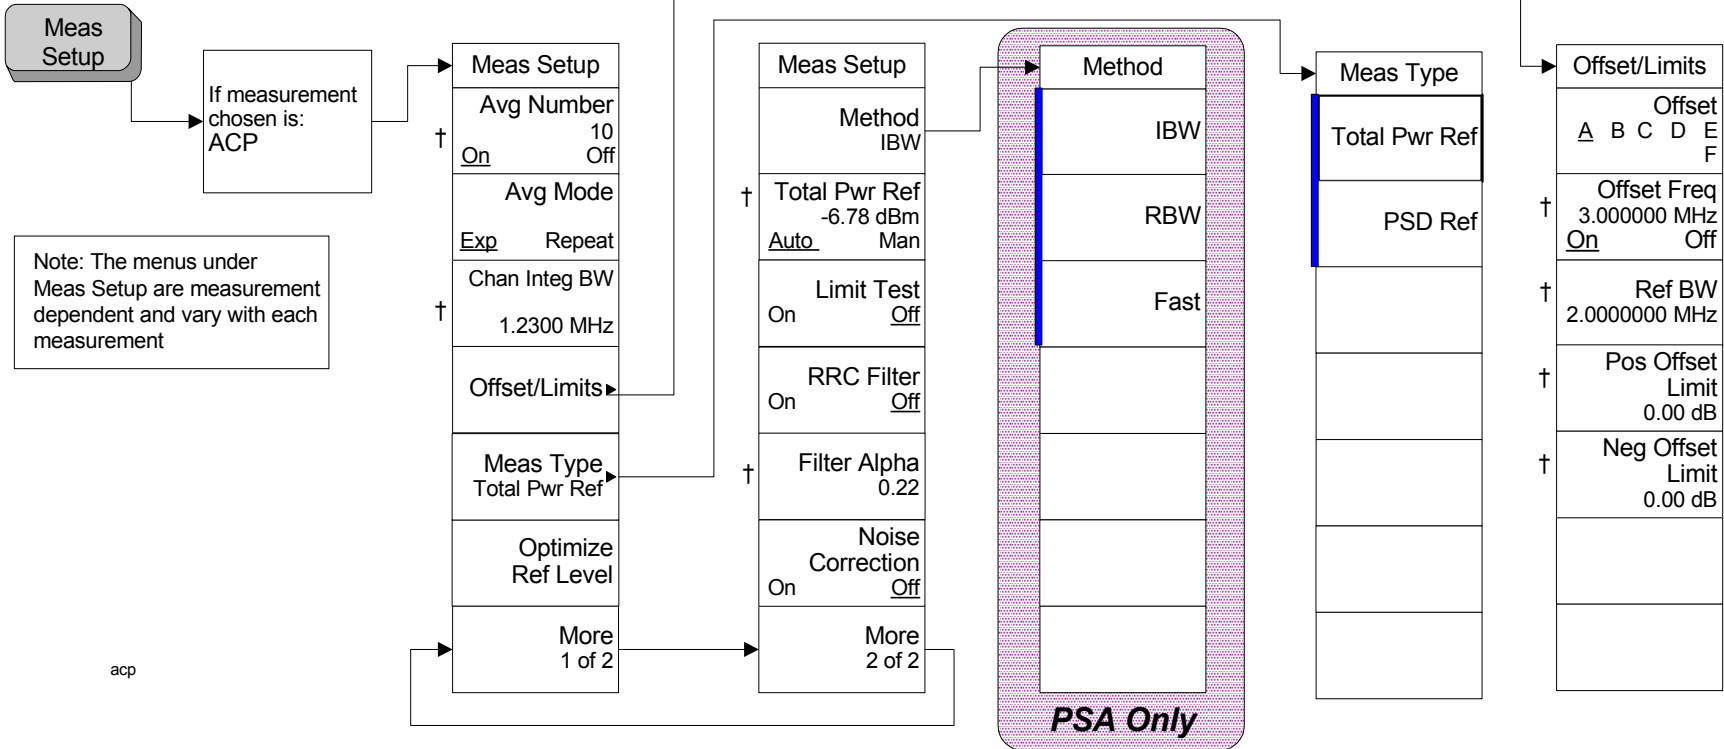 Meas
Setup
If measurement
chosen is:
ACP
Note: The menus under
Meas Setup are measurement
dependent and vary with each
measurement
acp
Meas Setup
Avg Number
10
†
On Off
Avg Mode
Exp Repeat
Chan Integ BW
†
1.2300 MHz
Offset/Limits
Meas Type
Total Pwr Ref
Optimize
Ref Level
More
1 of 2
Meas Setup
Method
IBW
† Total Pwr Ref
-6.78 dBm
Auto Man
Limit Test
On Off
RRC Filter
On Off
† Filter Alpha
0.22
Noise
Correction
On Off
More
2 of 2
Method
IBW
RBW
Fast
PSA Only
Meas Type
Total Pwr Ref
PSD Ref
Offset/Limits
Offset
A B C D E
F
Offset Freq
† 3.000000 MHz
On Off
† Ref BW
2.0000000 MHz
Pos Offset
† Limit
0.00 dB
Neg Offset
† Limit
0.00 dB